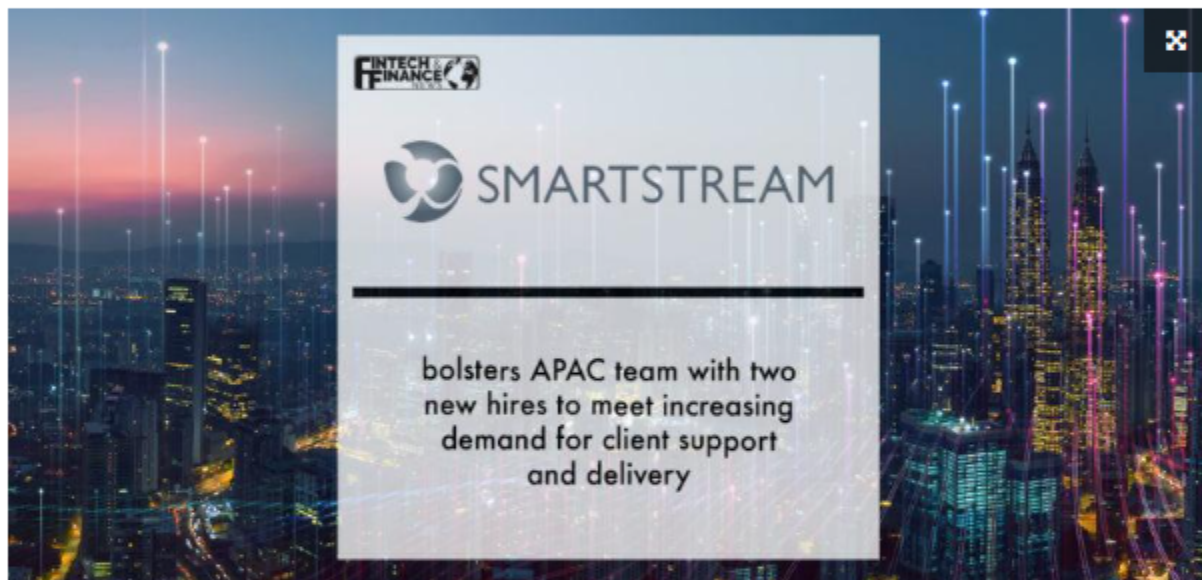 FINTECH &
FINANCE
NEWS
SMARTSTREAM
bolsters APAC team with two
new hires to meet increasing
demand for client support
and delivery